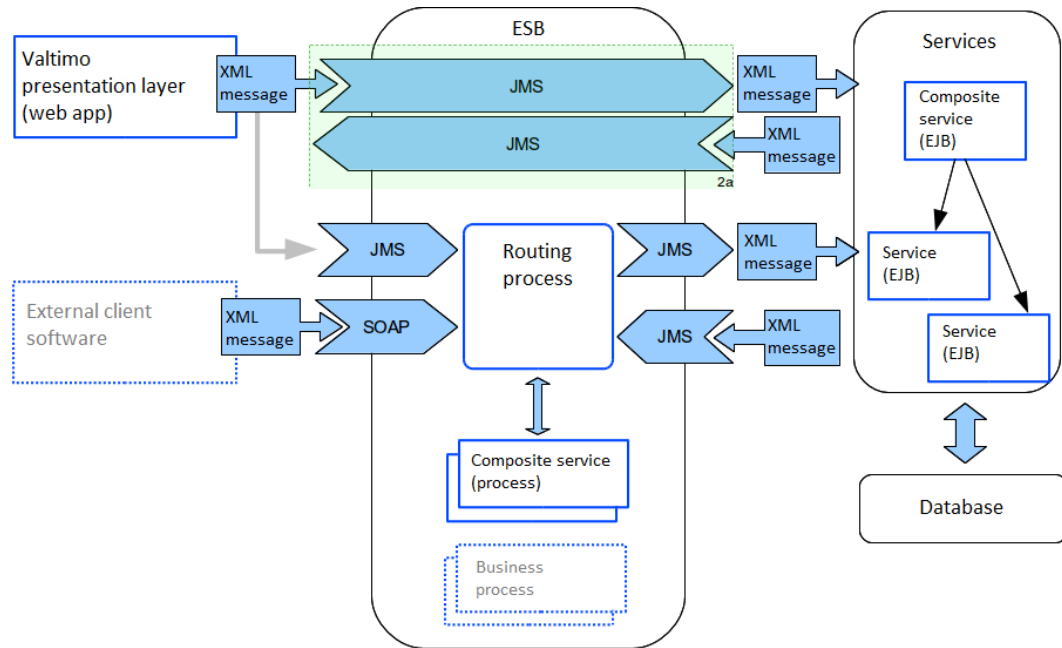 ESB
Services
Valtimo
presentation layer
(web app)
XML
message
JMS
XML
message
JMS
XML
message
2a
Composite
service
(EJB)
JMS
Routing
process
JMS
XML
message
Service
(EJB)
External client
software
XML
message
SOAP
JMS
XML
message
Service
(EJB)
Composite service
(process)
Database
Business
process